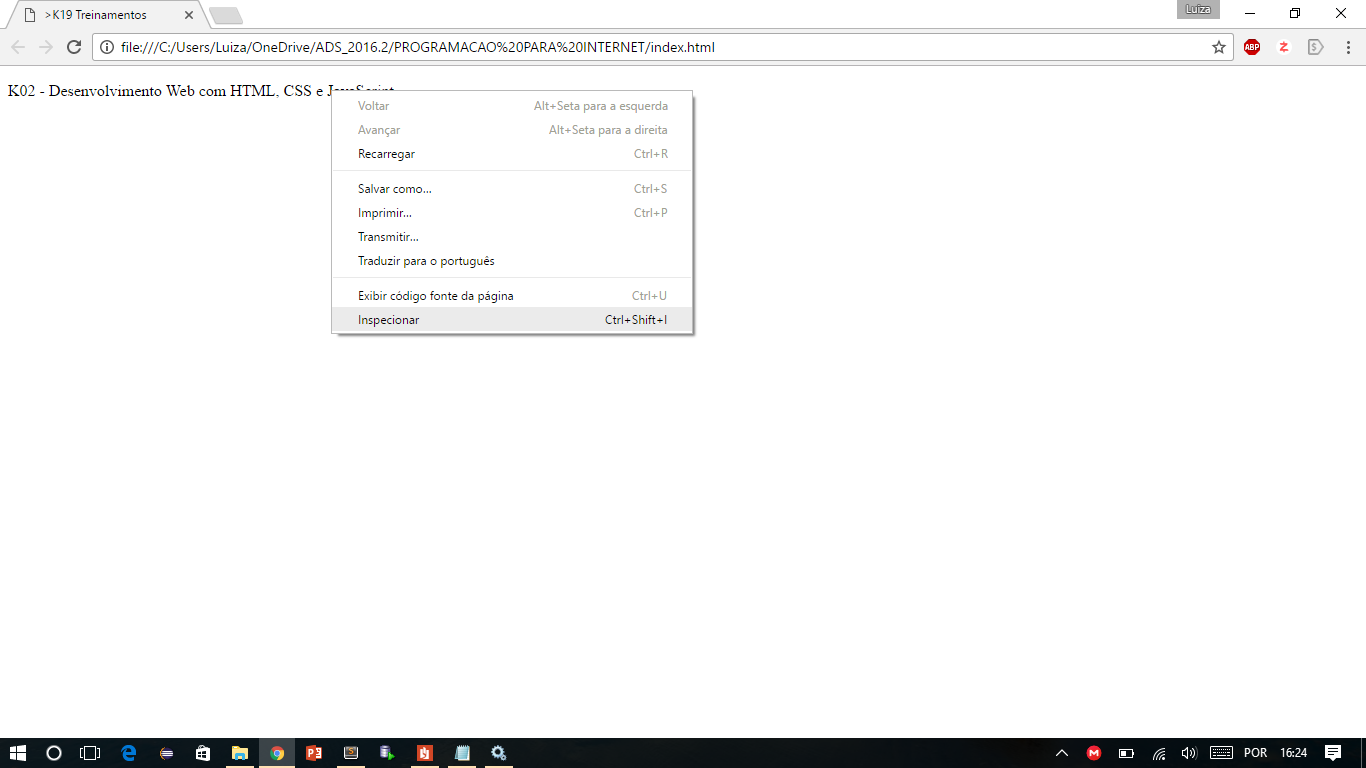 >K19 Treinamentos
Luiza
file:///C:/Users/Luiza/OneDrive/ADS_2016.2/PROGRAMACAO%20PARA%20INTERNET/index.html
ABP
K02 - Desenvolvimento Web com HTML, CSS e JavaScript
Voltar Alt+Seta para a esquerda
Avançar Alt+Seta para a direita
Recarregar Ctrl+R
Salvar como... Ctrl+S
Imprimir... Ctrl+P
Transmitir...
Traduzir para o português
Exibir código fonte da página Ctrl+U
Inspecionar Ctrl+Shift+I
POR 16:24